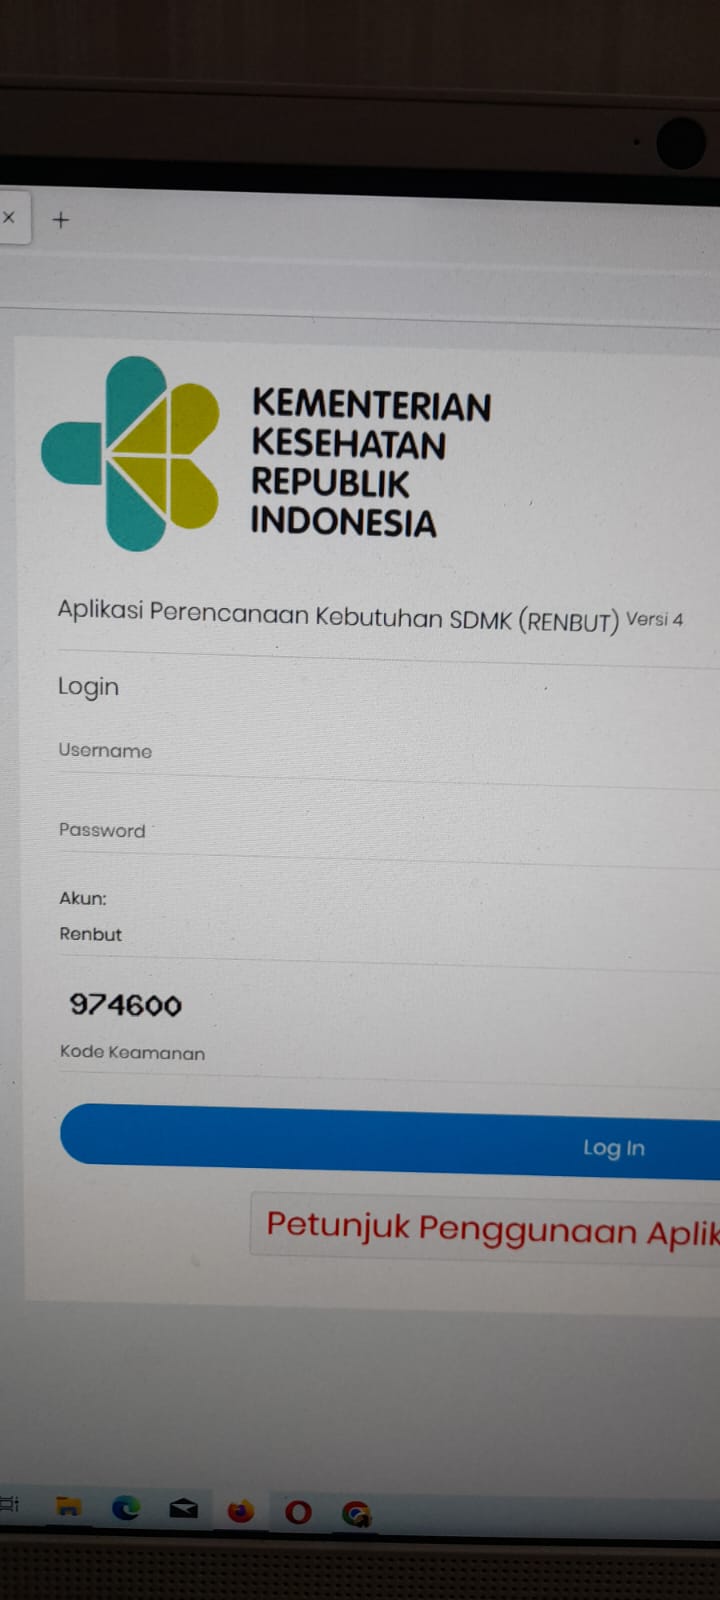 KEMENTERIAN
KESEHATAN
REPUBLIK
INDONESIA
Aplikasi Perencanaan Kebutuhan SDMK (RENBUT) Versi 4
Login
Username
Password
Akun:
Renbut
974600
Kode Keamanan
Log In
Petunjuk Penggunaan Aplik